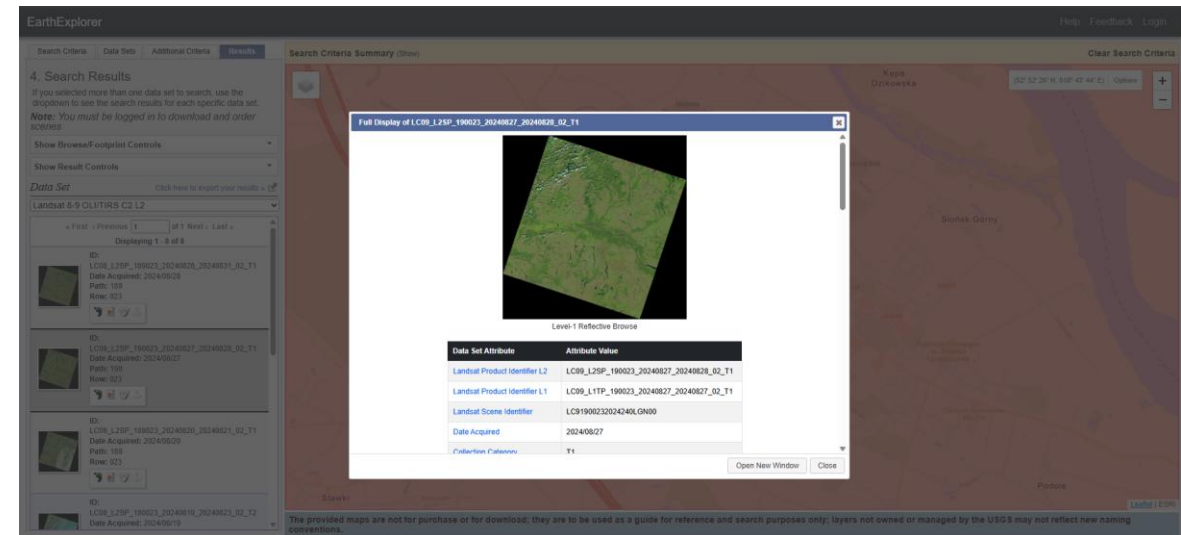 EarthExplorer
Help Feedback Login
Search Criteria Data Sets Additional Criteria Results
Search Criteria Summary (Show)
Clear Search Criteria
4. Search Results
If you selected more than one data set to search, use the
dropdown to see the search results for each specific data set.
Note: You must be logged in to download and order
scenes
Show Browse/Footprint Controls
Show Result Controls
Data Set
Click here to export your results »
Landsat 8-9 OLI/TIRS C2 L2
« First ‹ Previous 1 of 1 Next › Last »
Displaying 1 - 8 of 8
ID:
Date Acquired: 2024/08/28
Path: 189
Row: 023
ID:
LC09_L2SP_190023_20240827_20240828_02_T1
Date Acquired: 2024/08/27
Path: 190
Row: 023
ID:
Date Acquired: 2024/08/20
Path: 189
Row: 023
ID:
Date Acquired: 2024/08/19
Full Display of LC09_L2SP_190023_20240827_20240828_02_T1
Level-1 Reflective Browse
Data Set Attribute Attribute Value
Landsat Product Identifier L2 LC09_L2SP_190023_20240827_20240828_02_T1
Landsat Product Identifier L1 LC09_L1TP_190023_20240827_20240827_02_T1
Landsat Scene Identifier LC91900232024240LGN00
Date Acquired 2024/08/27
Collection Category T1
Open New Window Close
Kępa
Dzikowska
Options
+
−
Słońsk Górny
Sławki
Podole
Leaflet | ESRI
The provided maps are not for purchase or for download; they are to be used as a guide for reference and search purposes only; layers not owned or managed by the USGS may not reflect new naming
conventions.